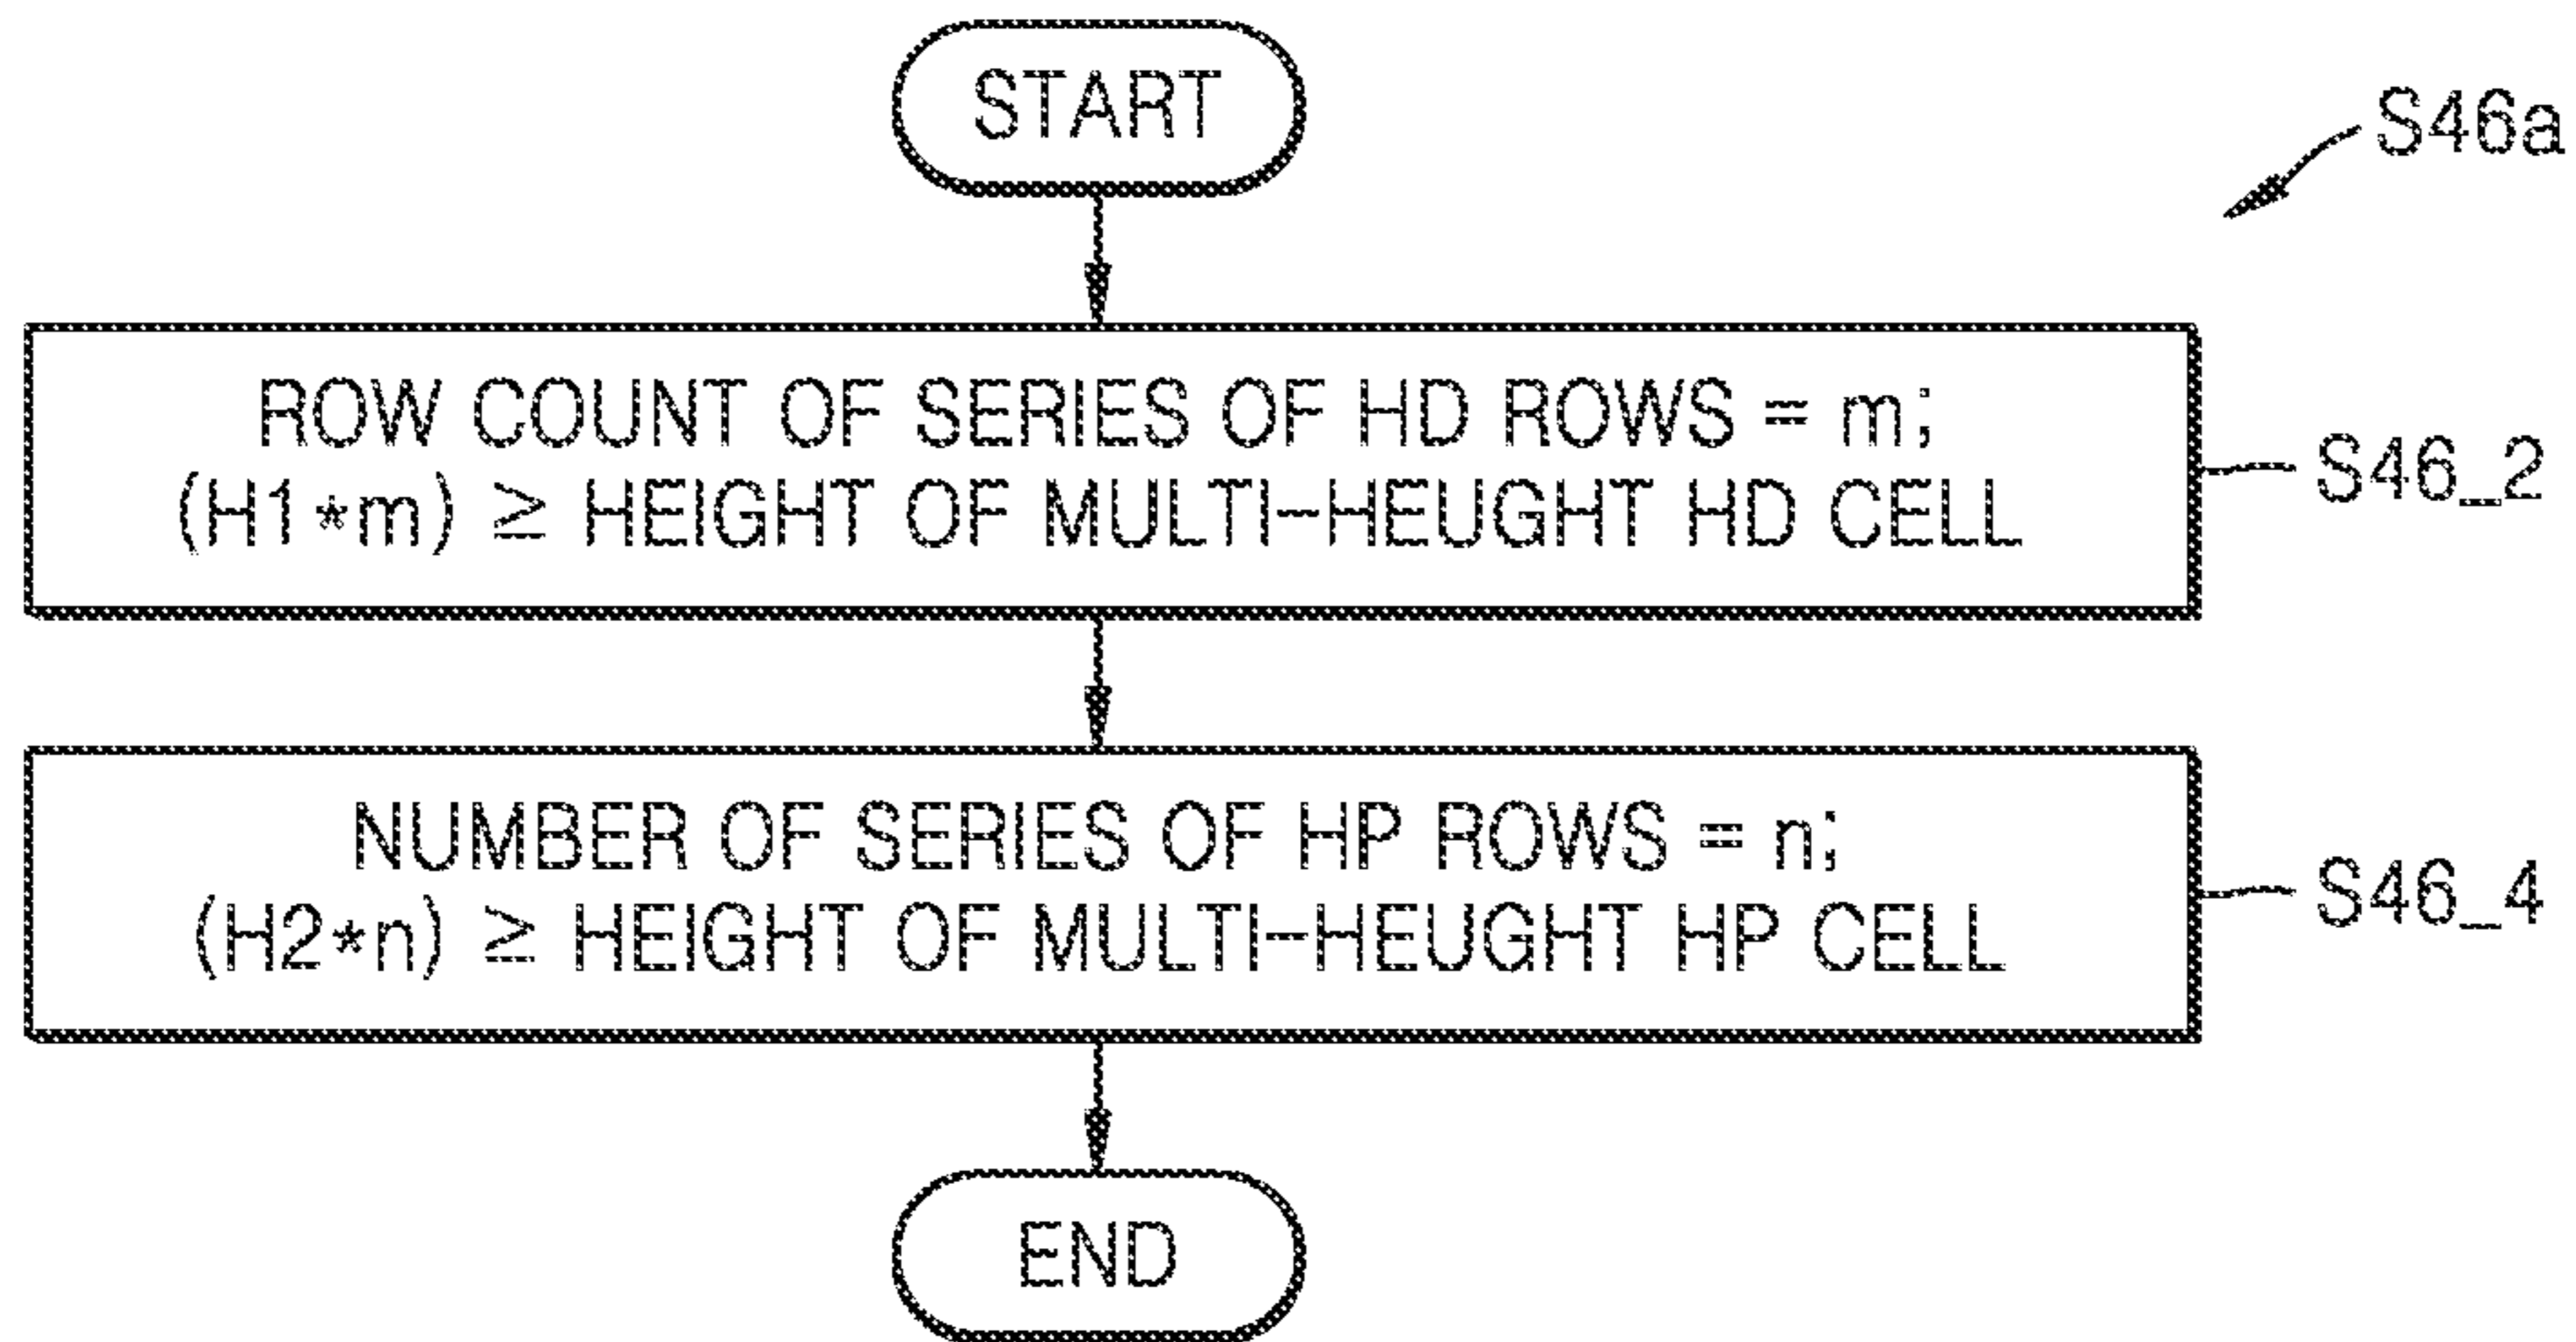 START
S46a
ROW COUNT OF SERIES OF HD ROWS = m;
(H1*m) ≥ HEIGHT OF MULTI-HEUGHT HD CELL
S46_2
NUMBER OF SERIES OF HP ROWS = n;
(H2*n) ≥ HEIGHT OF MULTI-HEUGHT HP CELL
S46_4
END